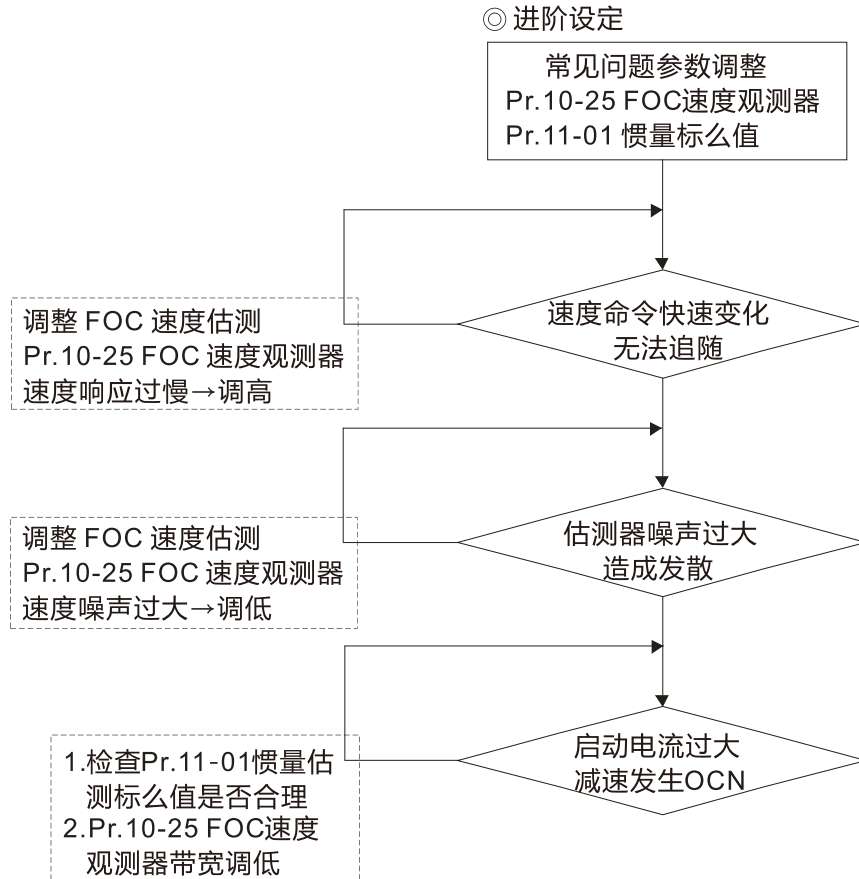 ◎ 进阶设定
常见问题参数调整
Pr.10-25 FOC速度观测器
Pr.11-01 惯量标么值
速度命令快速变化
无法追随
调整 FOC 速度估测
Pr.10-25 FOC 速度观测器
速度响应过慢→调高
估测器噪声过大
造成发散
调整 FOC 速度估测
Pr.10-25 FOC 速度观测器
速度噪声过大→调低
启动电流过大
减速发生OCN
1.检查Pr.11-01惯量估
测标么值是否合理
2.Pr.10-25 FOC速度
观测器带宽调低